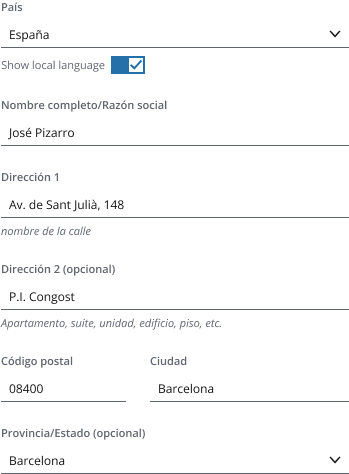 País
España
Show local language
Nombre completo/Razón social
José Pizarro
Dirección 1
Av. de Sant Julià, 148
nombre de la calle
Dirección 2 (opcional)
P.I. Congost
Apartamento, suite, unidad, edificio, piso, etc.
Código postal Ciudad
08400 Barcelona
Provincia/Estado (opcional)
Barcelona